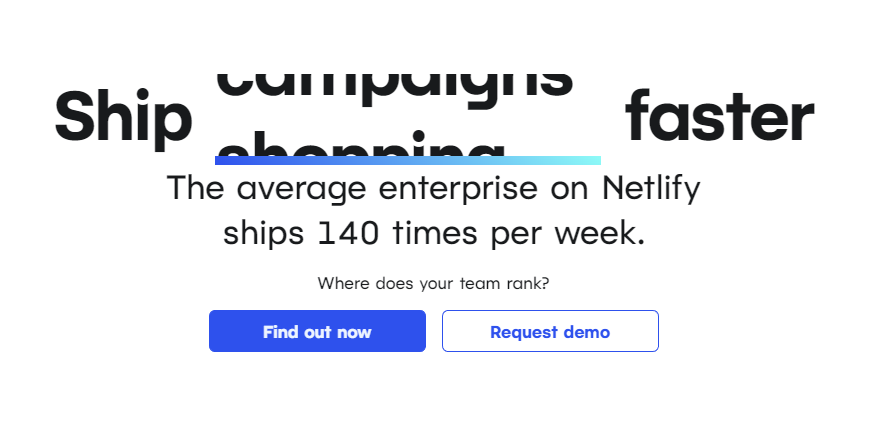 Ship campaigns faster
shopping
The average enterprise on Netlify
ships 140 times per week.
Where does your team rank?
Find out now
Request demo